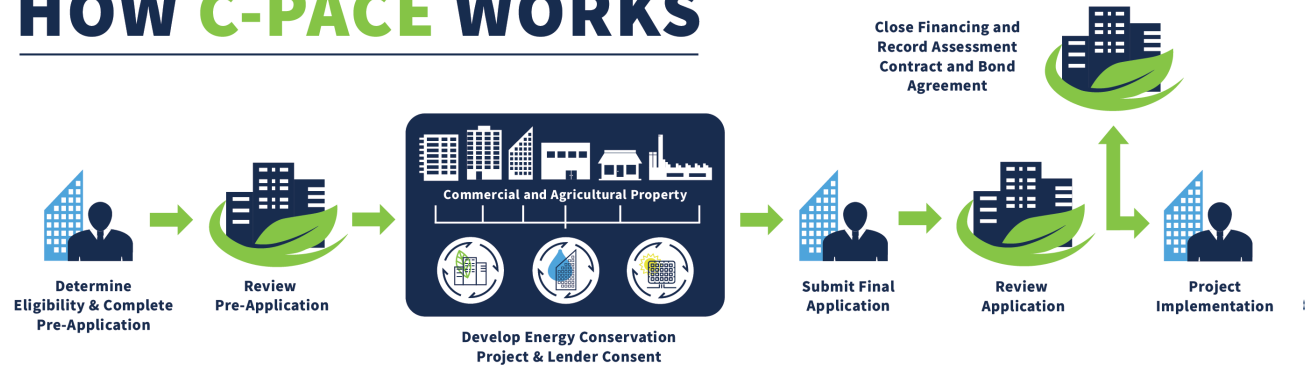 HOW C-PACE WORKS
Close Financing and
Record Assessment
Contract and Bond
Agreement
Commercial and Agricultural Property
Determine
Eligibility & Complete
Pre-Application
Review
Pre-Application
Develop Energy Conservation
Project & Lender Consent
Submit Final
Application
Review
Application
Project
Implementation